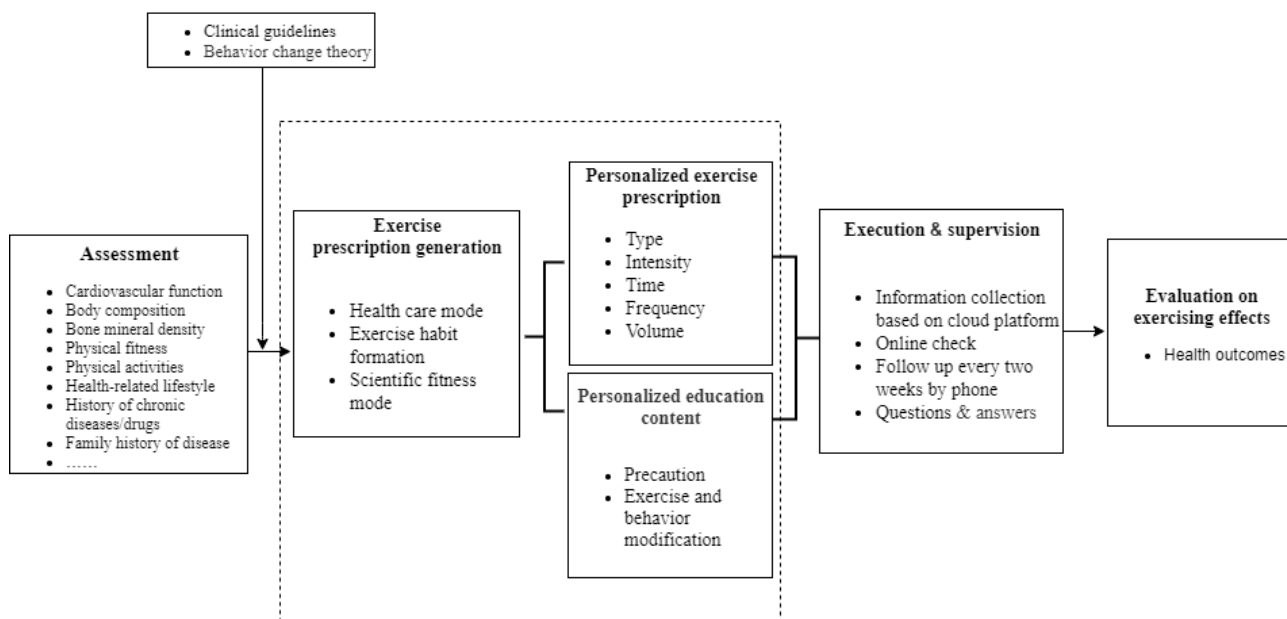 • Clinical guidelines
• Behavior change theory
Assessment
• Cardiovascular function
• Body composition
• Bone mineral density
• Physical fitness
• Physical activities
• Health-related lifestyle
• History of chronic
diseases/drugs
• Family history of disease
• ......
Exercise
prescription generation
• Health care mode
• Exercise habit
formation
• Scientific fitness
mode
Personalized exercise
prescription
• Type
• Intensity
• Time
• Frequency
• Volume
Personalized education
content
• Precaution
• Exercise and
behavior
modification
Execution & supervision
• Information collection
based on cloud platform
• Online check
• Follow up every two
weeks by phone
• Questions & answers
Evaluation on
exercising effects
• Health outcomes